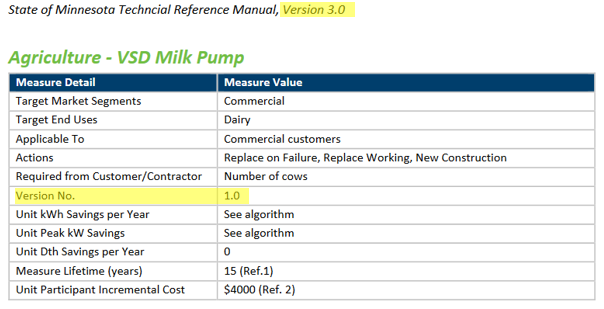 State of Minnesota Techncial Reference Manual, Version 3.0
Agriculture - VSD Milk Pump
Measure Detail Measure Value
Target Market Segments Commercial
Target End Uses Dairy
Applicable To Commercial customers
Actions Replace on Failure, Replace Working, New Construction
Required from Customer/Contractor Number of cows
Version No. 1.0
Unit kWh Savings per Year See algorithm
Unit Peak kW Savings See algorithm
Unit Dth Savings per Year 0
Measure Lifetime (years) 15 (Ref.1)
Unit Participant Incremental Cost $4000 (Ref. 2)